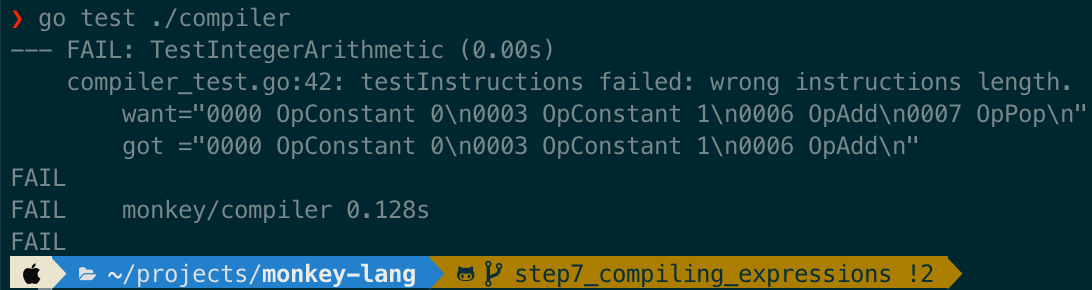 ❯ go test ./compiler
--- FAIL: TestIntegerArithmetic (0.00s)
    compiler_test.go:42: testInstructions failed: wrong instructions length.
        want="0000 OpConstant 0\n0003 OpConstant 1\n0006 OpAdd\n0007 OpPop\n"
        got ="0000 OpConstant 0\n0003 OpConstant 1\n0006 OpAdd\n"
FAIL
FAIL    monkey/compiler 0.128s
FAIL
~/projects/monkey-lang step7_compiling_expressions !2